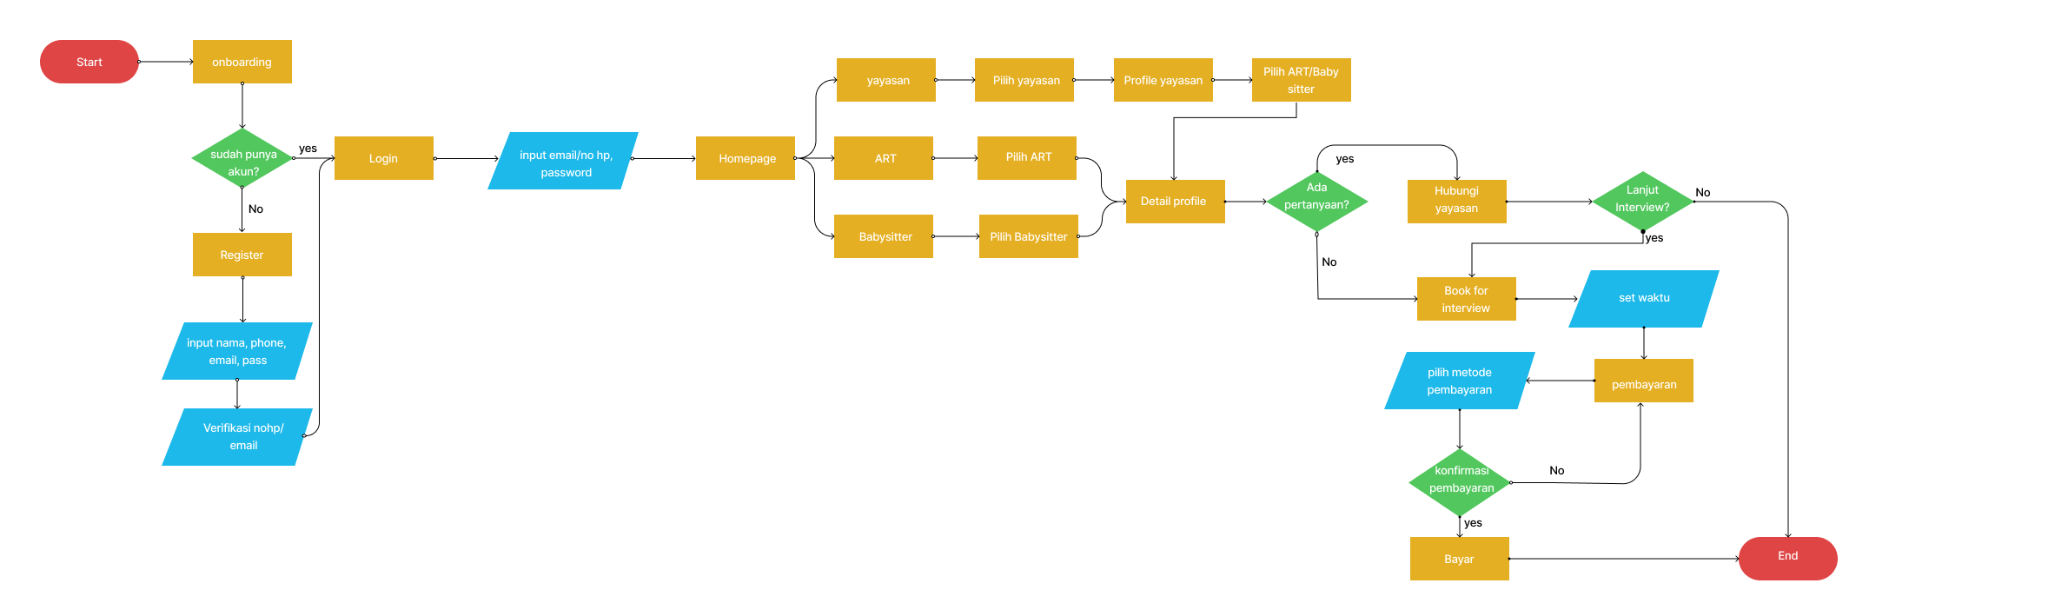 Start
onboarding
sudah punya
akun?
yes
No
Register
input nama, phone,
email, pass
Verifikasi nohp/
email
Login
input email/no hp,
password
Homepage
yayasan
Pilih yayasan
Profile yayasan
Pilih ART/Baby
sitter
ART
Pilih ART
Babysitter
Pilih Babysitter
Detail profile
Ada
pertanyaan?
yes
No
Hubungi
yayasan
Lanjut
Interview?
No
yes
Book for
interview
set waktu
pembayaran
pilih metode
pembayaran
konfirmasi
pembayaran
No
yes
Bayar
End